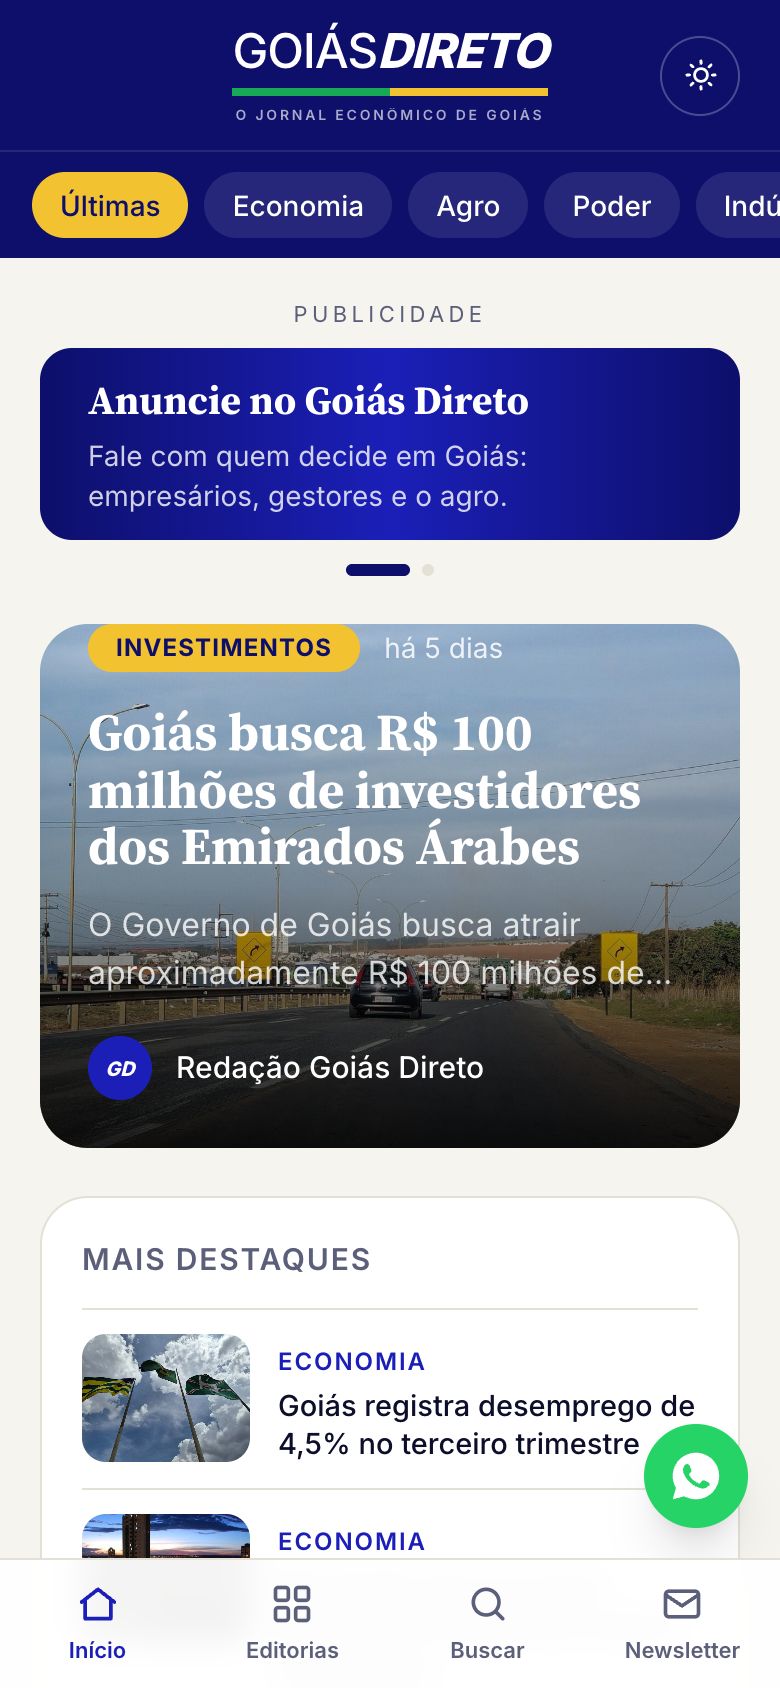 GOIÁSDIRETO
O JORNAL ECONÔMICO DE GOIÁS
Últimas
Economia
Agro
Poder
Indú
PUBLICIDADE
Anuncie no Goiás Direto
Fale com quem decide em Goiás:
empresários, gestores e o agro.
INVESTIMENTOS
há 5 dias
Goiás busca R$ 100
milhões de investidores
dos Emirados Árabes
O Governo de Goiás busca atrair
aproximadamente R$ 100 milhões de...
GD
Redação Goiás Direto
MAIS DESTAQUES
ECONOMIA
Goiás registra desemprego de
4,5% no terceiro trimestre
ECONOMIA
Início
Editorias
Buscar
Newsletter